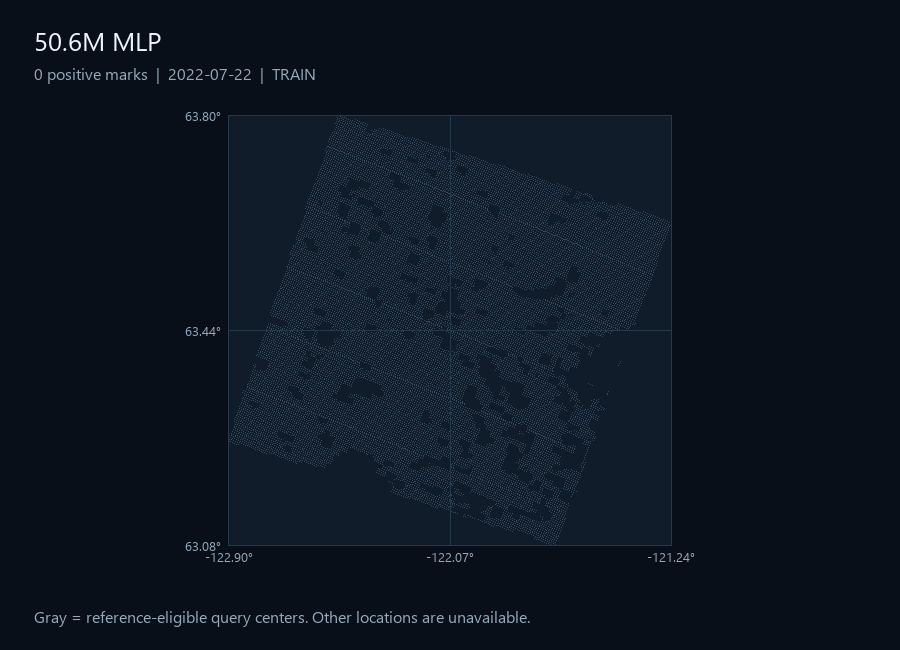 50.6M MLP
0 positive marks | 2022-07-22 | TRAIN
63.80°
63.44°
63.08°
-122.90°
-122.07°
-121.24°
Gray = reference-eligible query centers. Other locations are unavailable.